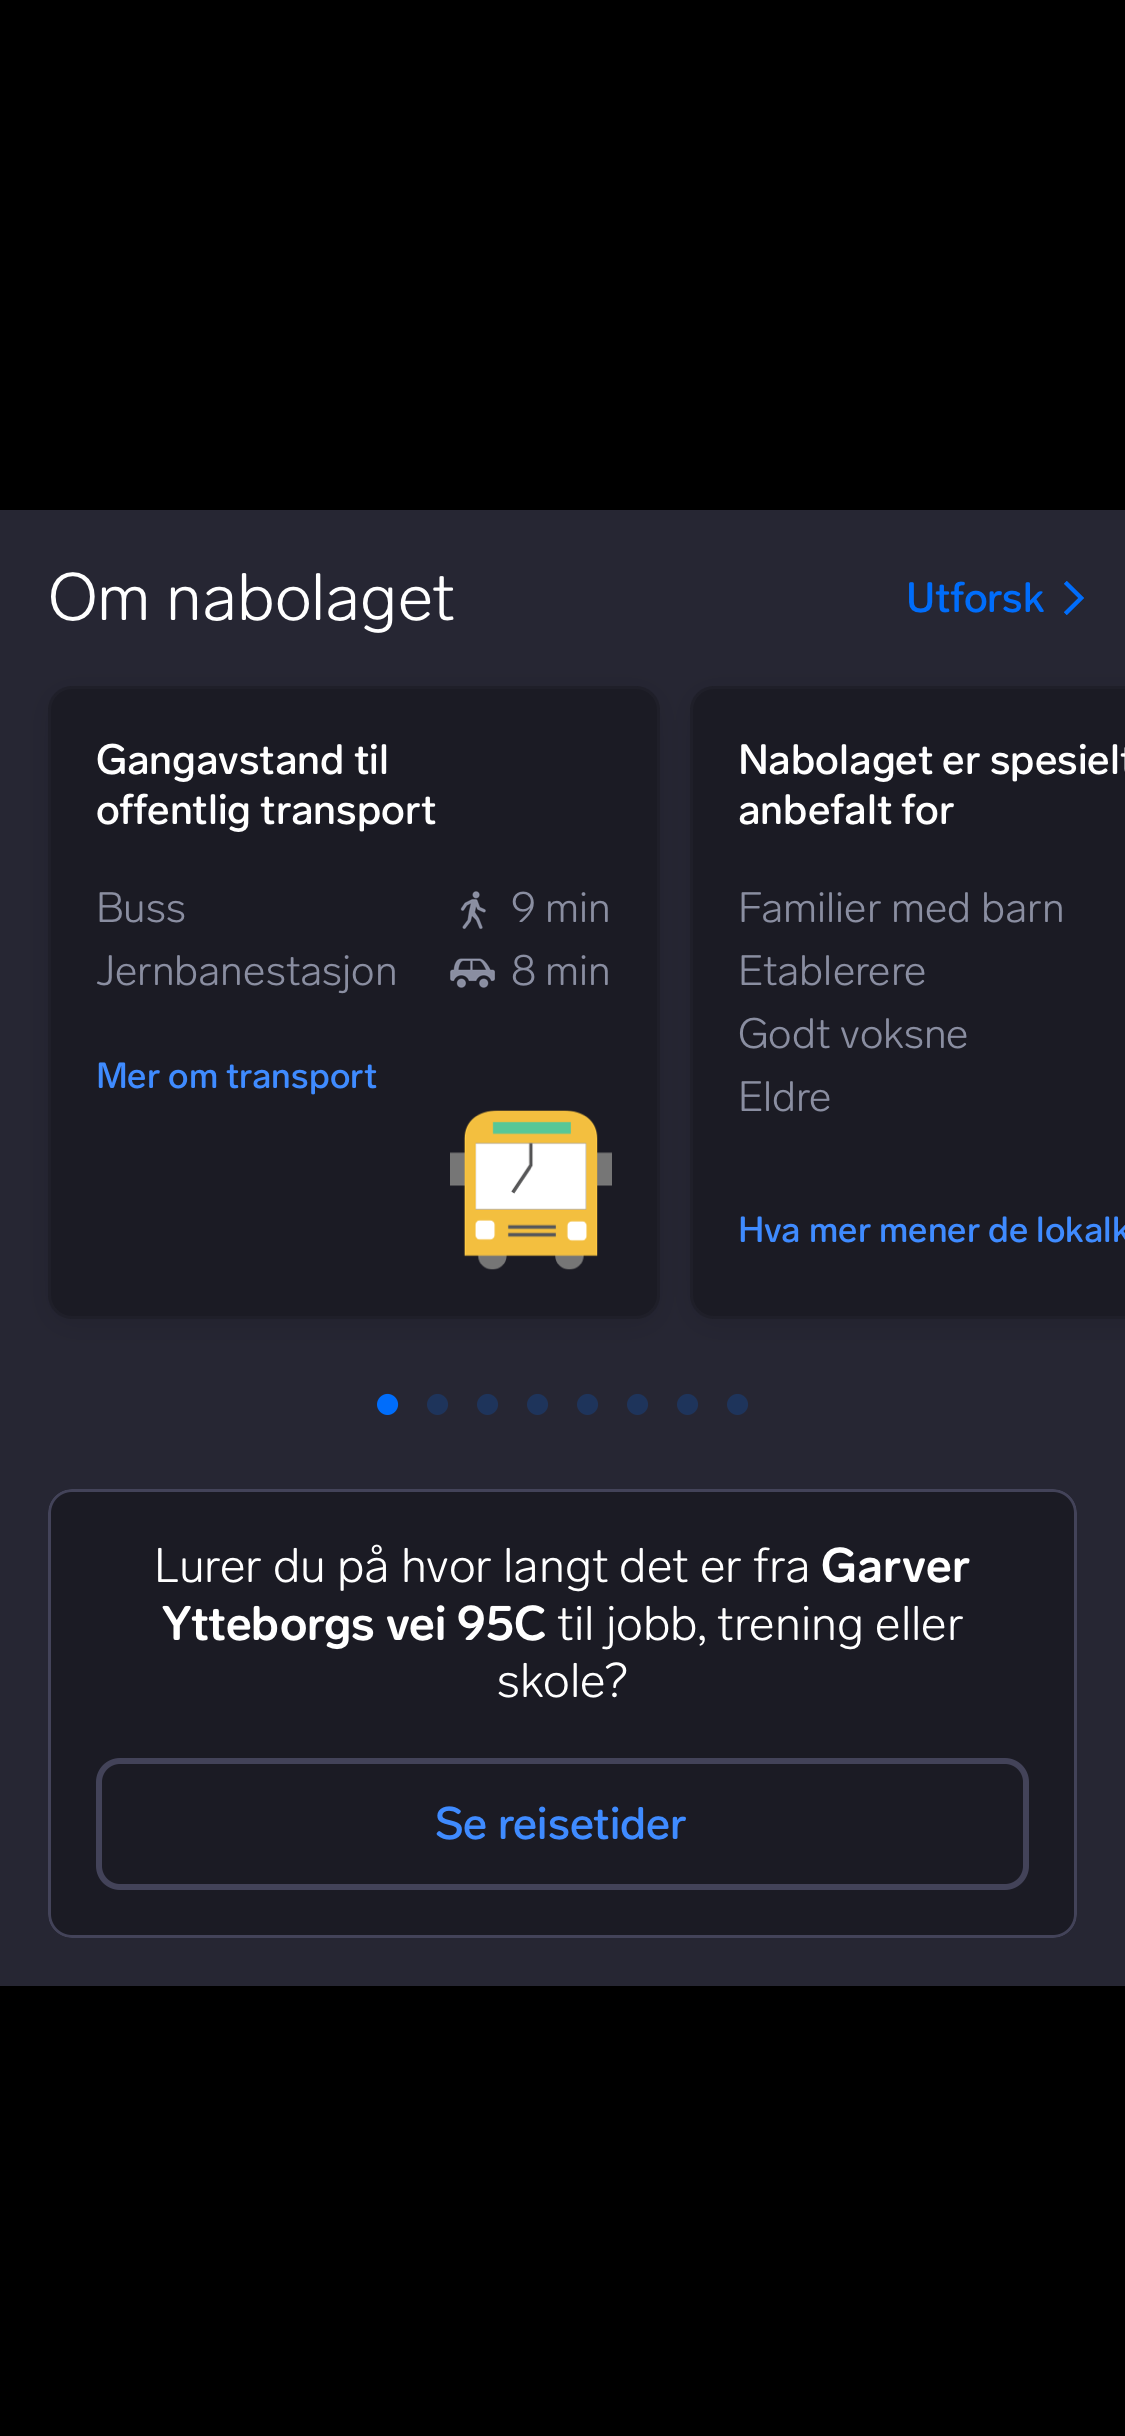 Om nabolaget
Utforsk
Gangavstand til
offentlig transport
Buss 9 min
Jernbanestasjon 8 min
Mer om transport
Nabolaget er spesielt
anbefalt for
Familier med barn
Etablerere
Godt voksne
Eldre
Hva mer mener de lokalk
Lurer du på hvor langt det er fra Garver
Ytteborgs vei 95C til jobb, trening eller
skole?
Se reisetider